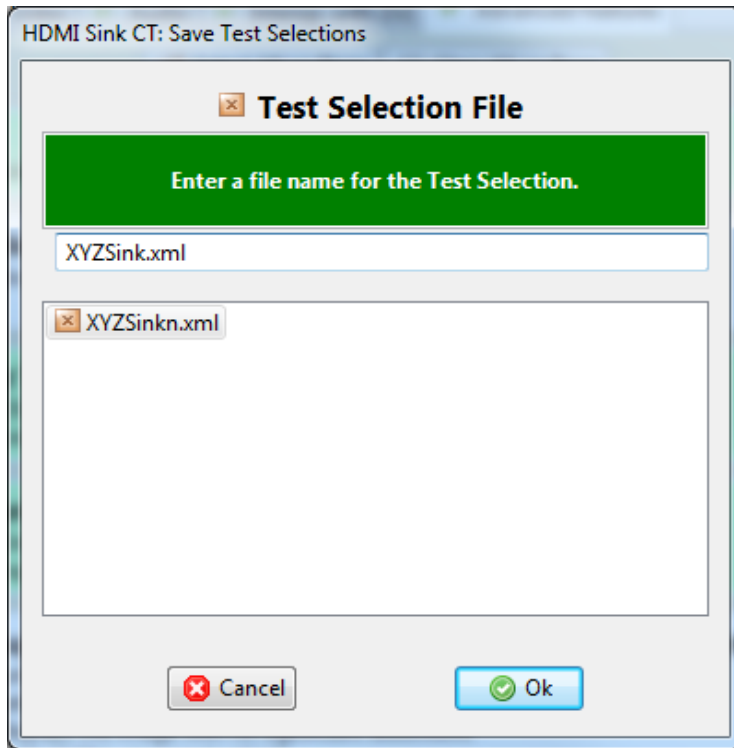 HDMI Sink CT: Save Test Selections
Test Selection File
Enter a file name for the Test Selection.
XYZSink.xml
XYZSinkn.xml
Cancel
Ok